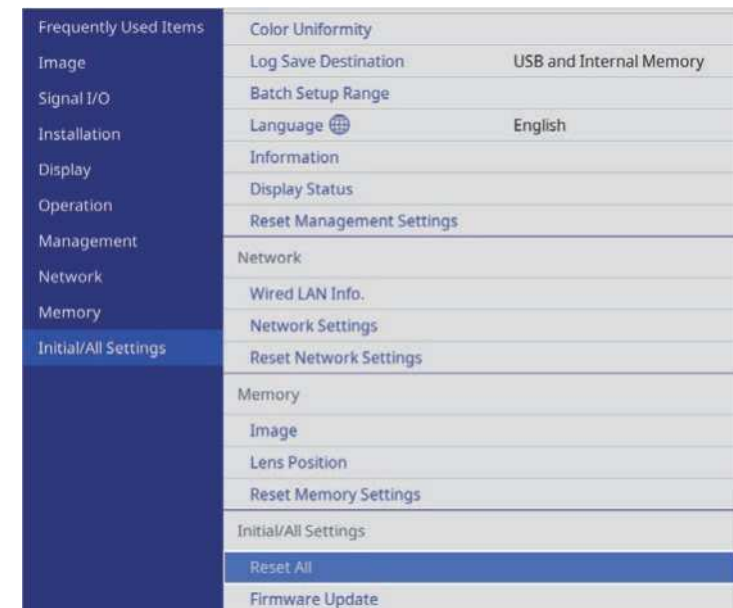 Frequently Used Items
Image
Signal I/O
Installation
Display
Operation
Management
Network
Memory
Initial/All Settings
Color Uniformity
Log Save Destination USB and Internal Memory
Batch Setup Range
Language English
Information
Display Status
Reset Management Settings
Network
Wired LAN Info.
Network Settings
Reset Network Settings
Memory
Image
Lens Position
Reset Memory Settings
Initial/All Settings
Reset All
Firmware Update